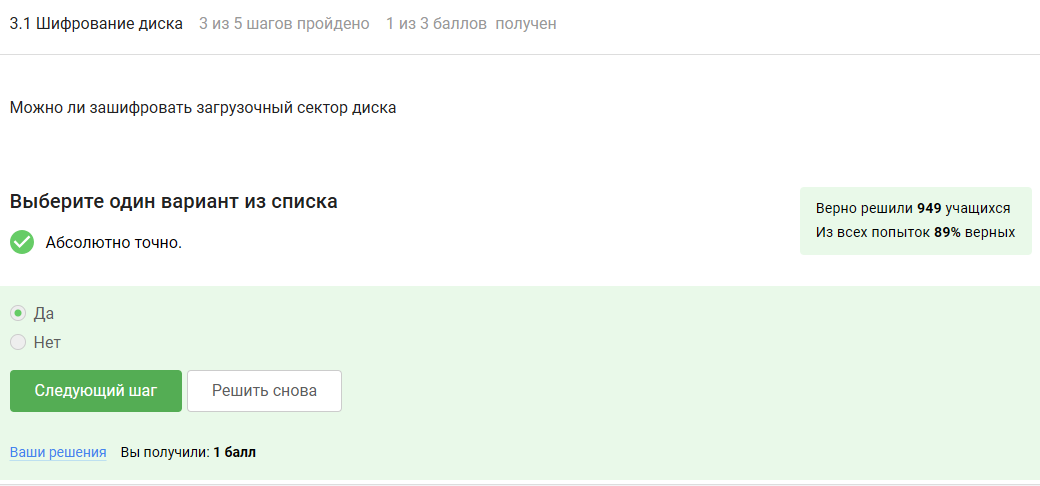 3.1 Шифрование диска 3 из 5 шагов пройдено 1 из 3 баллов получен
Можно ли зашифровать загрузочный сектор диска
Выберите один вариант из списка
Абсолютно точно.
Верно решили 949 учащихся
Из всех попыток 89% верных
Да
Нет
Следующий шаг Решить снова
Ваши решения Вы получили: 1 балл